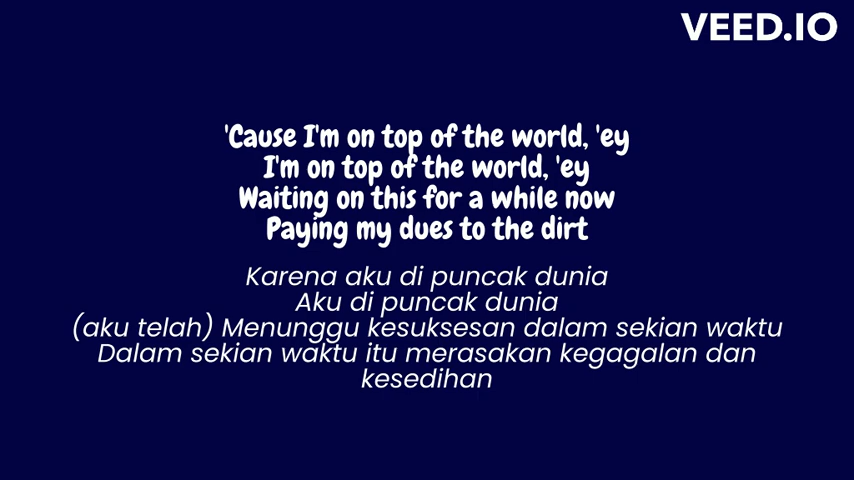 VEED.IO
'Cause I'm on top of the world, 'ey
I'm on top of the world, 'ey
Waiting on this for a while now
Paying my dues to the dirt
Karena aku di puncak dunia
Aku di puncak dunia
(aku telah) Menunggu kesuksesan dalam sekian waktu
Dalam sekian waktu itu merasakan kegagalan dan
kesedihan